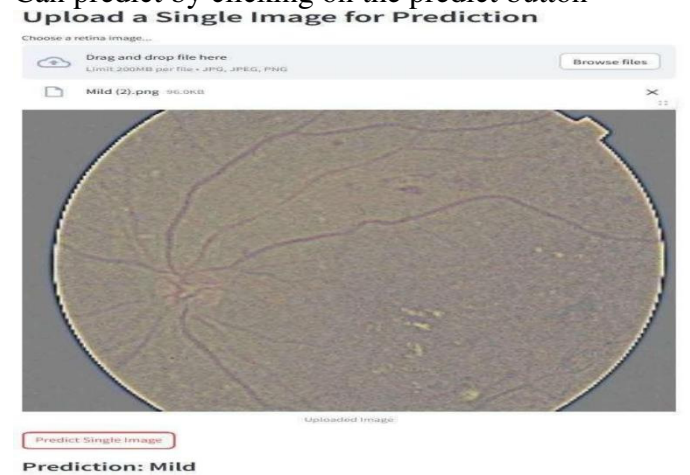 Can predict by clicking on the predict button
Upload a Single Image for Prediction
Choose a retina image...
Drag and drop file here
Limit 200MB per file • JPG, JPEG, PNG
Browse files
Mild (2).png 96.0KB
Uploaded Image
Predict Single Image
Prediction: Mild